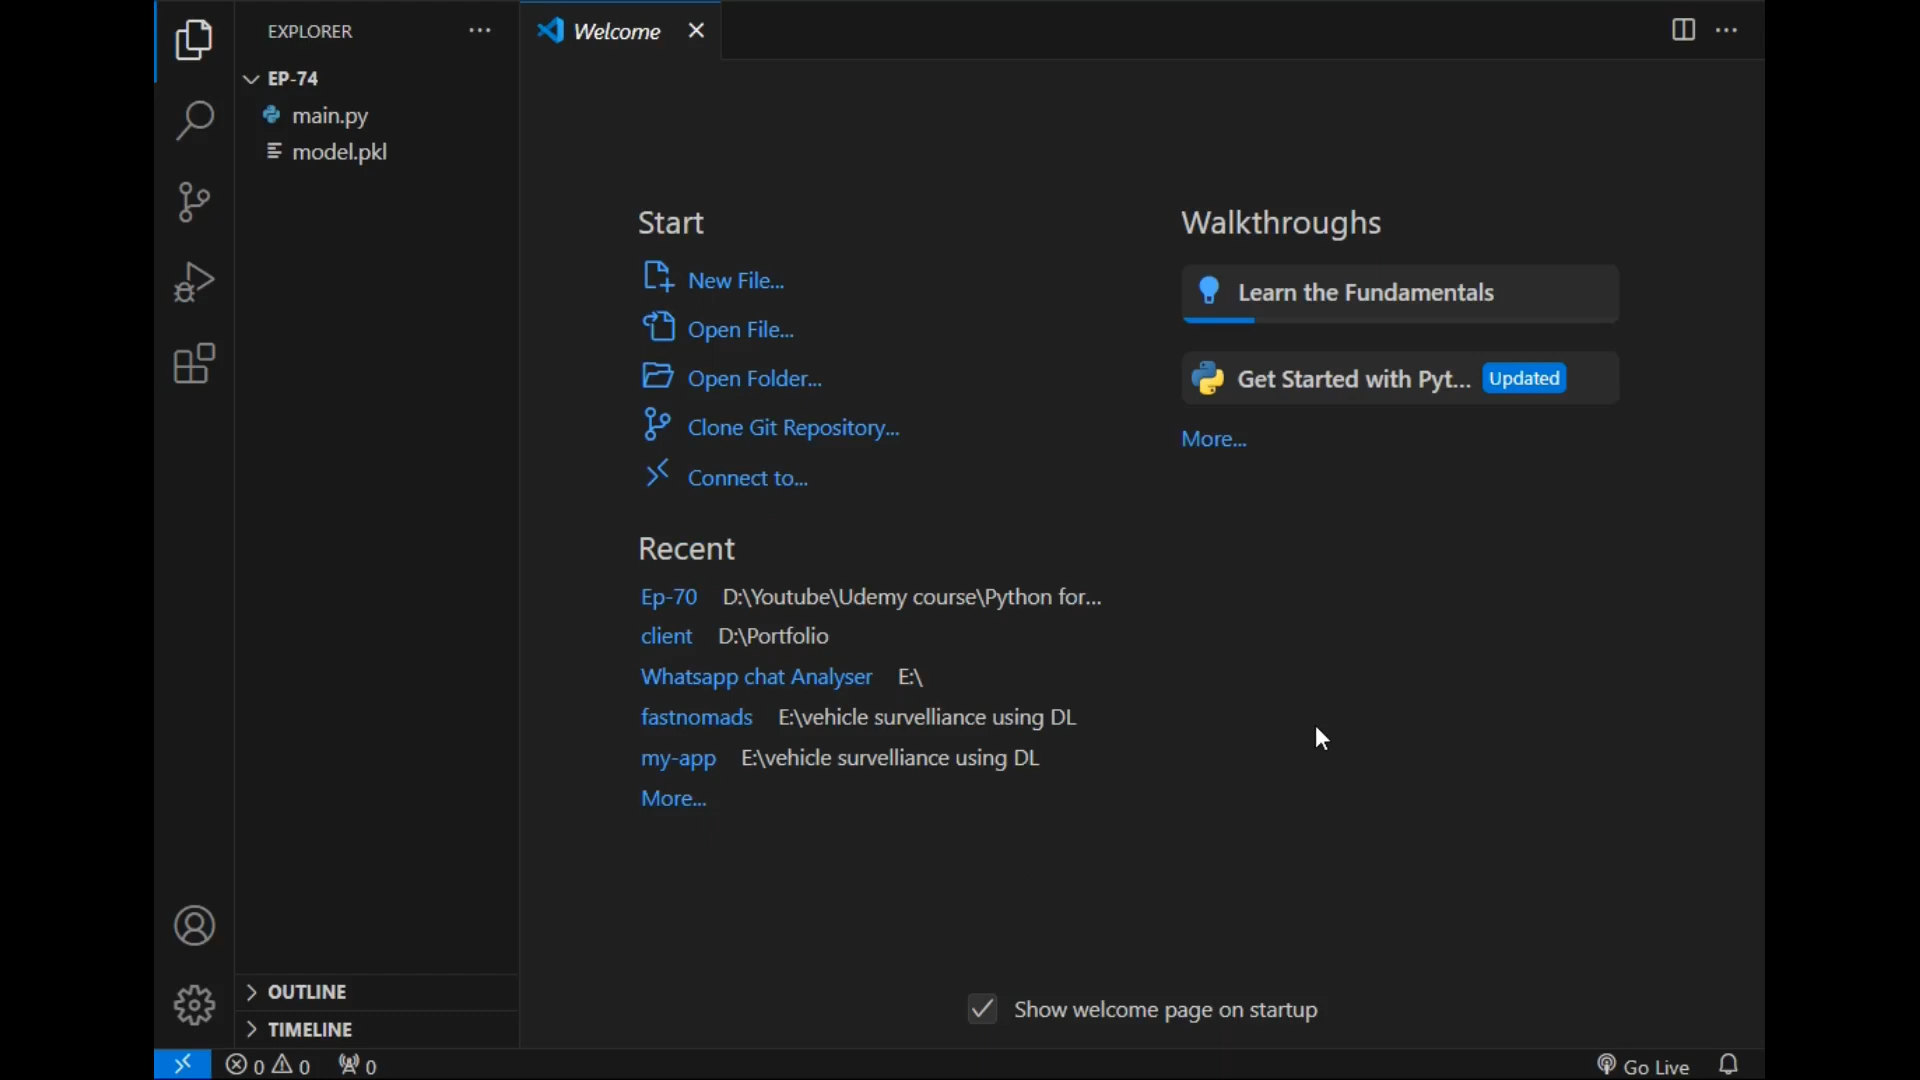 EXPLORER
Welcome
EP-74
main.py
model.pkl
Start
New File...
Open File...
Open Folder...
Clone Git Repository...
Connect to...
Recent
Ep-70 D:\Youtube\Udemy course\Python for...
client D:\Portfolio
Whatsapp chat Analyser E:\
fastnomads E:\vehicle survelliance using DL
my-app E:\vehicle survelliance using DL
More...
Walkthroughs
Learn the Fundamentals
Get Started with Pyt... Updated
More...
Show welcome page on startup
OUTLINE
TIMELINE
0 0 0
Go Live